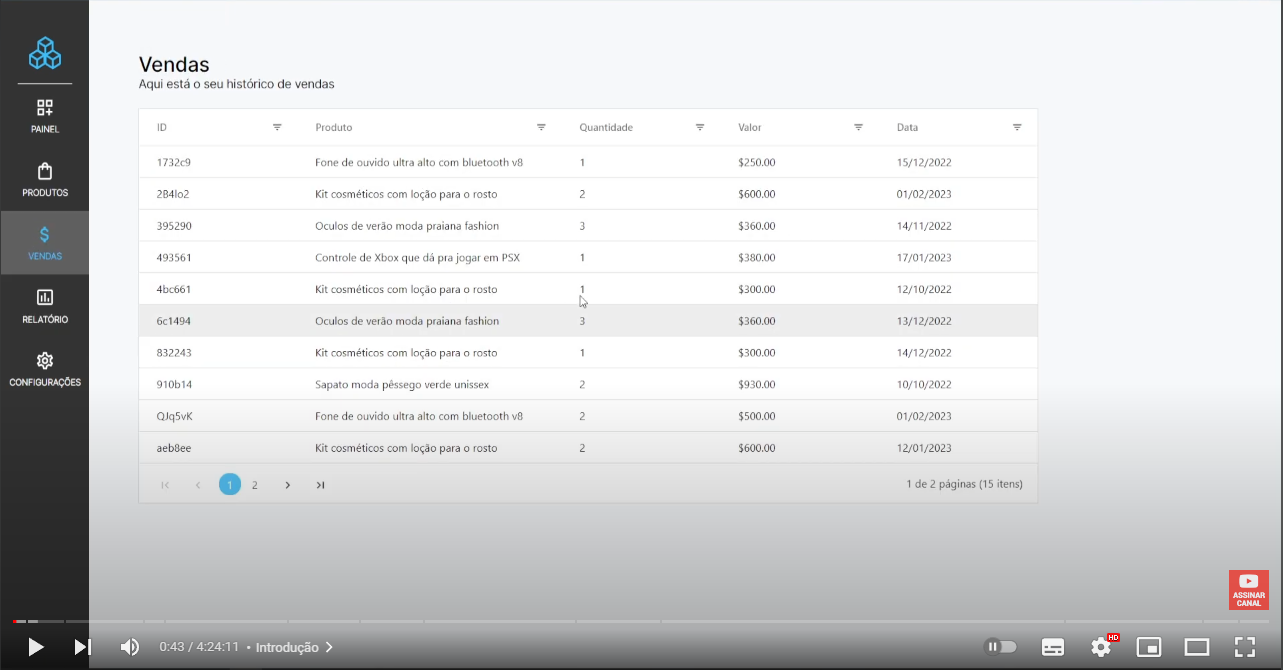 Vendas
Aqui está o seu histórico de vendas
PAINEL
PRODUTOS
VENDAS
RELATÓRIO
CONFIGURAÇÕES
ID Produto Quantidade Valor Data
1732c9 Fone de ouvido ultra alto com bluetooth v8 1 $250.00 15/12/2022
2B4lo2 Kit cosméticos com loção para o rosto 2 $600.00 01/02/2023
395290 Oculos de verão moda praiana fashion 3 $360.00 14/11/2022
493561 Controle de Xbox que dá pra jogar em PSX 1 $380.00 17/01/2023
4bc661 Kit cosméticos com loção para o rosto 1 $300.00 12/10/2022
6c1494 Oculos de verão moda praiana fashion 3 $360.00 13/12/2022
832243 Kit cosméticos com loção para o rosto 1 $300.00 14/12/2022
910b14 Sapato moda pêssego verde unissex 2 $930.00 10/10/2022
QJq5vK Fone de ouvido ultra alto com bluetooth v8 2 $500.00 01/02/2023
aeb8ee Kit cosméticos com loção para o rosto 2 $600.00 12/01/2023
1 2 1 de 2 páginas (15 itens)
ASSINAR
CANAL
0:43 / 4:24:11 • Introdução
HD